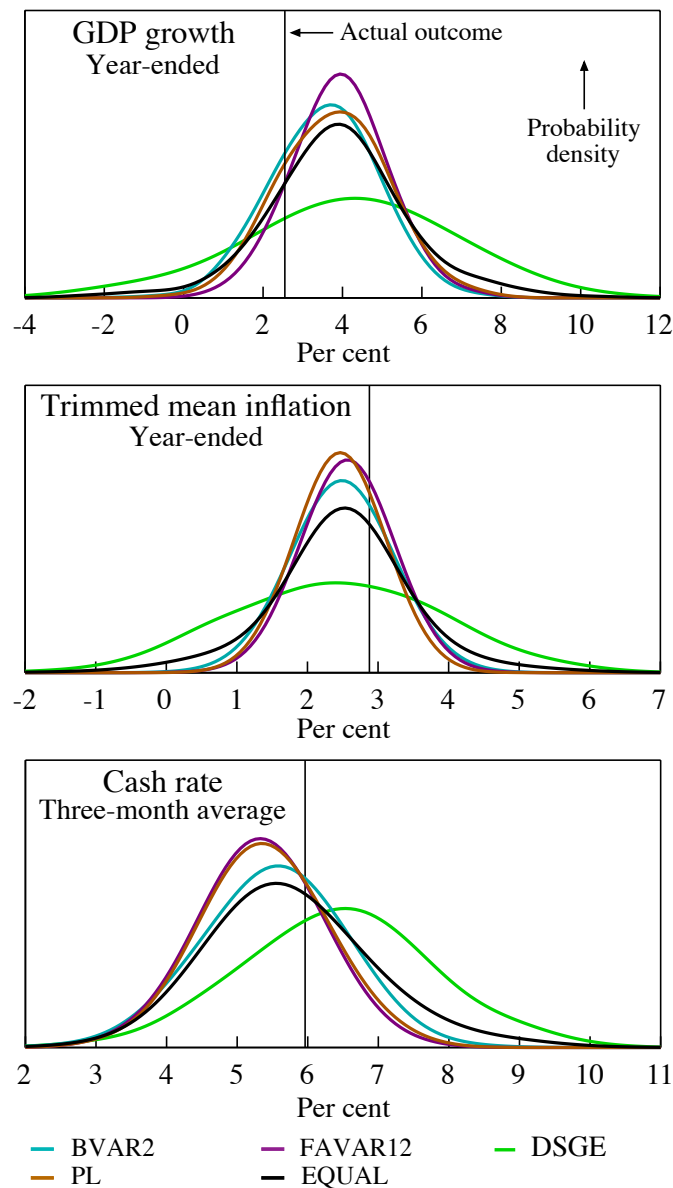 GDP growth
Year-ended
Actual outcome
Probability
density
-4 -2 0 2 4 6 8 10 12
Per cent
Trimmed mean inflation
Year-ended
-2 -1 0 1 2 3 4 5 6 7
Per cent
Cash rate
Three-month average
2 3 4 5 6 7 8 9 10 11
Per cent
BVAR2 FAVAR12 DSGE
PL EQUAL